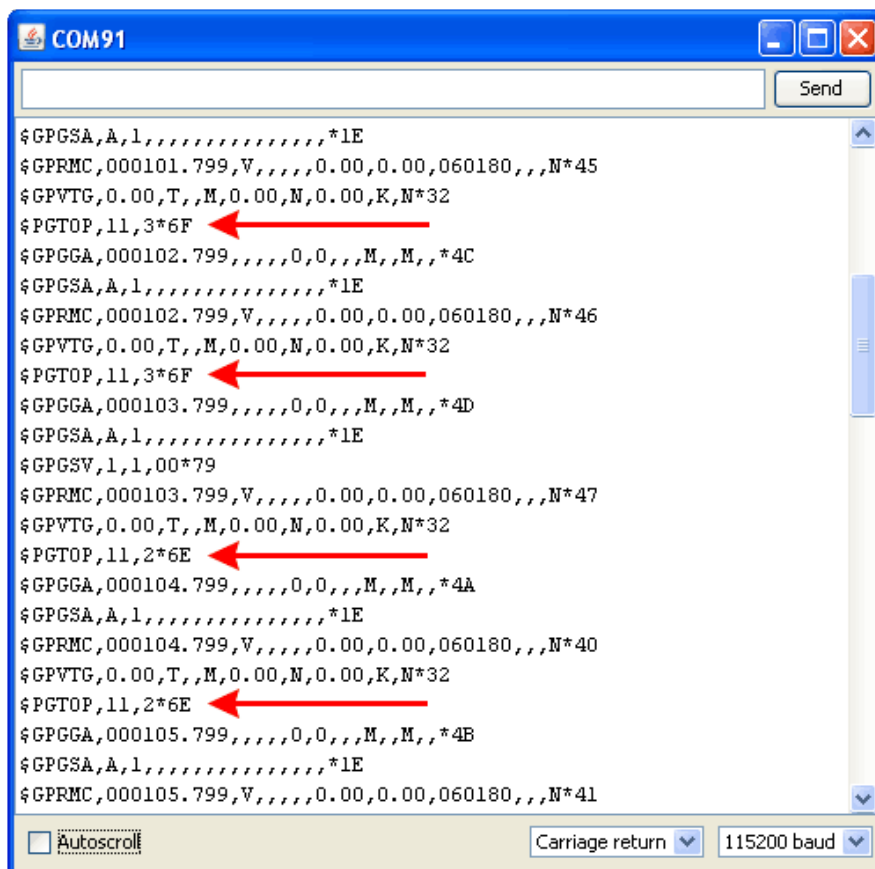 COM91
Send
$GPGSA,A,1,,,,,,,,,,,,,,,*1E
$GPRMC,000101.799,V,,,,,0.00,0.00,060180,,,N*45
$GPVTG,0.00,T,,M,0.00,N,0.00,K,N*32
$PGTOP,11,3*6F
$GPGGA,000102.799,,,,,0,0,,,M,,M,,*4C
$GPGSA,A,1,,,,,,,,,,,,,,,*1E
$GPRMC,000102.799,V,,,,,0.00,0.00,060180,,,N*46
$GPVTG,0.00,T,,M,0.00,N,0.00,K,N*32
$PGTOP,11,3*6F
$GPGGA,000103.799,,,,,0,0,,,M,,M,,*4D
$GPGSA,A,1,,,,,,,,,,,,,,,*1E
$GPGSV,1,1,00*79
$GPRMC,000103.799,V,,,,,0.00,0.00,060180,,,N*47
$GPVTG,0.00,T,,M,0.00,N,0.00,K,N*32
$PGTOP,11,2*6E
$GPGGA,000104.799,,,,,0,0,,,M,,M,,*4A
$GPGSA,A,1,,,,,,,,,,,,,,,*1E
$GPRMC,000104.799,V,,,,,0.00,0.00,060180,,,N*40
$GPVTG,0.00,T,,M,0.00,N,0.00,K,N*32
$PGTOP,11,2*6E
$GPGGA,000105.799,,,,,0,0,,,M,,M,,*4B
$GPGSA,A,1,,,,,,,,,,,,,,,*1E
$GPRMC,000105.799,V,,,,,0.00,0.00,060180,,,N*41
Autoscroll
Carriage return
115200 baud